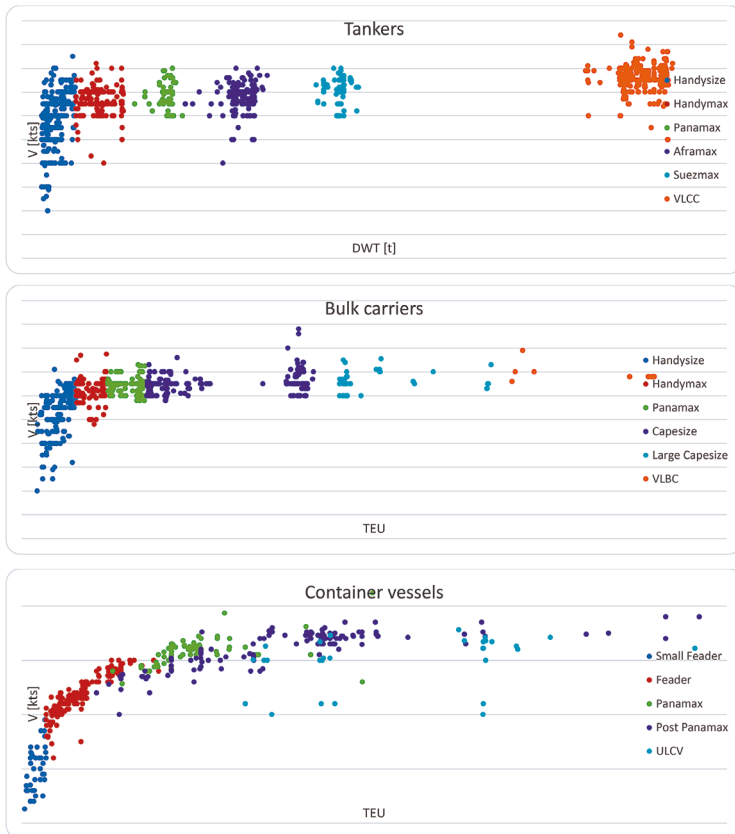 Tankers
V [kts]
Handysize
Handymax
Panamax
Aframax
Suezmax
VLCC
DWT [t]
Bulk carriers
V [kts]
Handysize
Handymax
Panamax
Capesize
Large Capesize
VLBC
TEU
Container vessels
V [kts]
Small Feader
Feader
Panamax
Post Panamax
ULCV
TEU